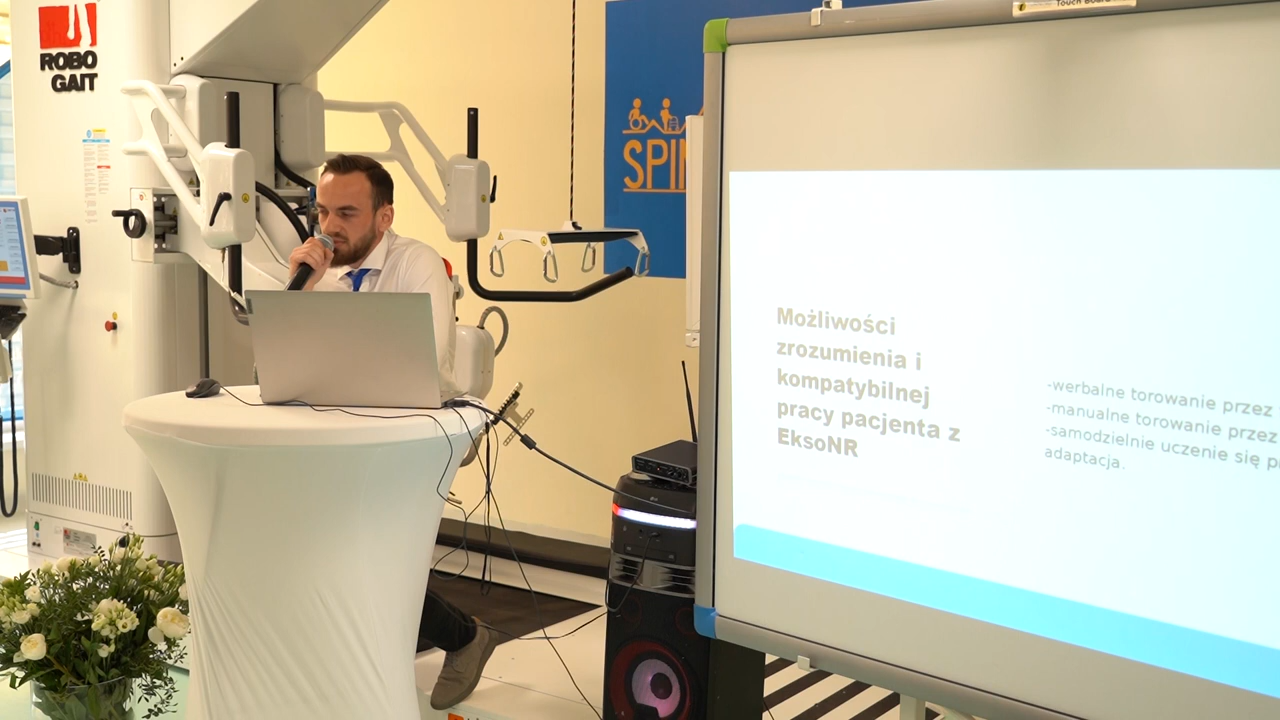 ROBO
GAIT
SPIN
Touch Board
Możliwości
zrozumienia i
kompatybilnej
pracy pacjenta z
EksoNR
-werbalne torowanie przez
-manualne torowanie przez
-samodzielnie uczenie się
adaptacja.
LG